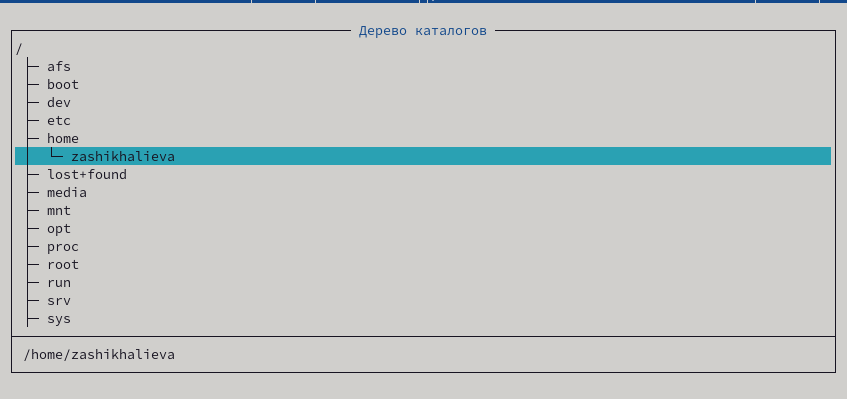 Дерево каталогов
/
afs
boot
dev
etc
home
zashikhalieva
lost+found
media
mnt
opt
proc
root
run
srv
sys
/home/zashikhalieva